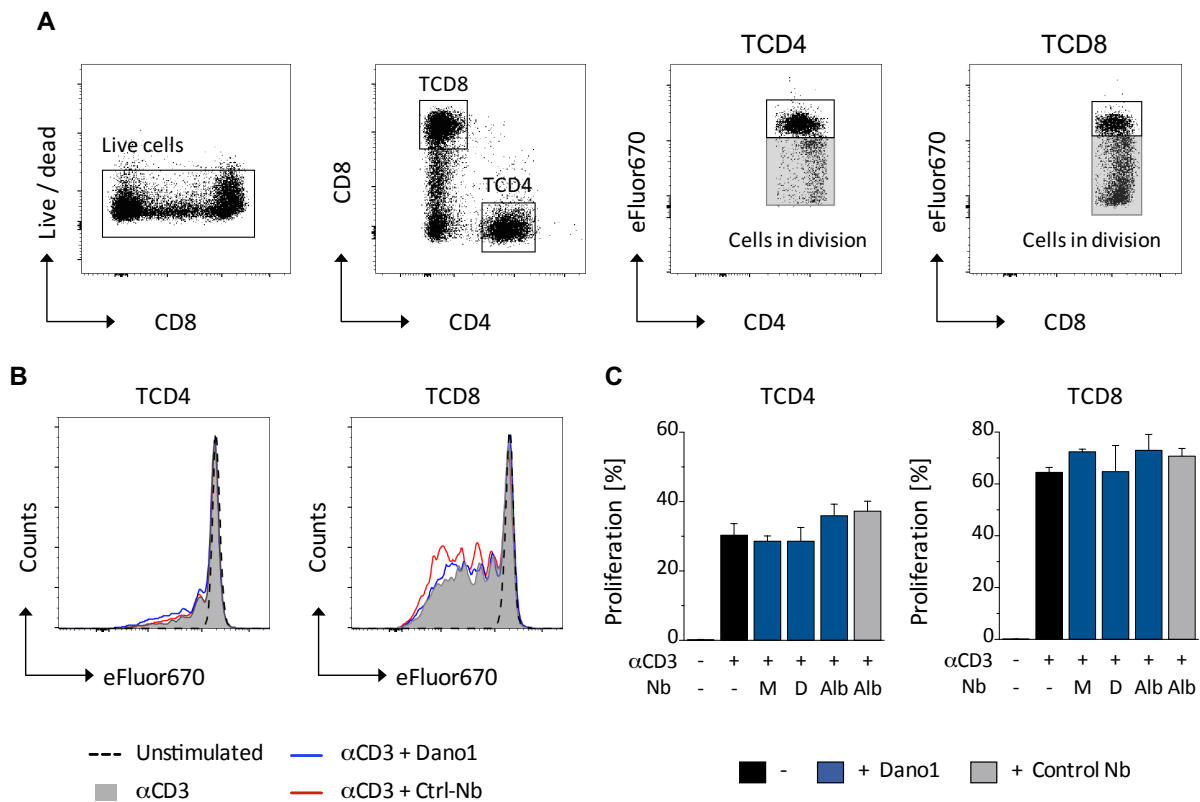 A
TCD4
TCD8
Live / dead
Live cells
CD8
CD8
TCD8
TCD4
CD4
eFluor670
Cells in division
CD4
eFluor670
Cells in division
CD8
B
TCD4
TCD8
Counts
eFluor670
Counts
eFluor670
Unstimulated
αCD3 + Dano1
αCD3
αCD3 + Ctrl-Nb
C
TCD4
Proliferation [%]
60
40
20
0
αCD3 - + + + + +
Nb - - M D Alb Alb
TCD8
Proliferation [%]
80
60
40
20
0
αCD3 - + + + + +
Nb - - M D Alb Alb
- + Dano1 + Control Nb